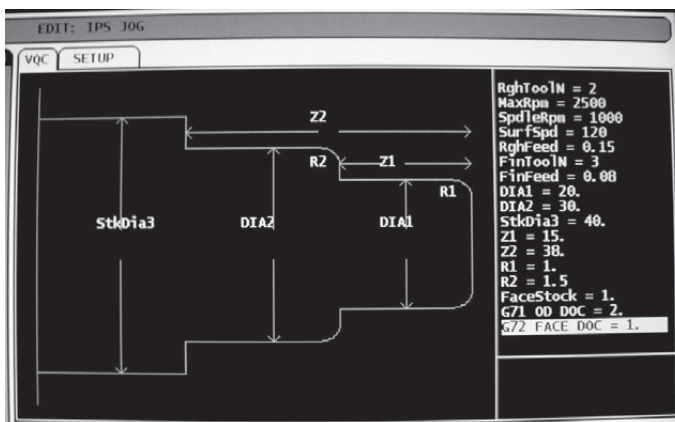 EDIT: IPS JOG
VQC SETUP
Z2
R2 Z1
R1
StkDia3 DIA2 DIA1
RghToolN = 2
MaxRpm = 2500
SpdleRpm = 1000
SurfSpd = 120
RghFeed = 0.15
FinToolN = 3
FinFeed = 0.08
DIA1 = 20.
DIA2 = 30.
StkDia3 = 40.
Z1 = 15.
Z2 = 38.
R1 = 1.
R2 = 1.5
FaceStock = 1.
G71 OD DOC = 2.
G72 FACE DOC = 1.